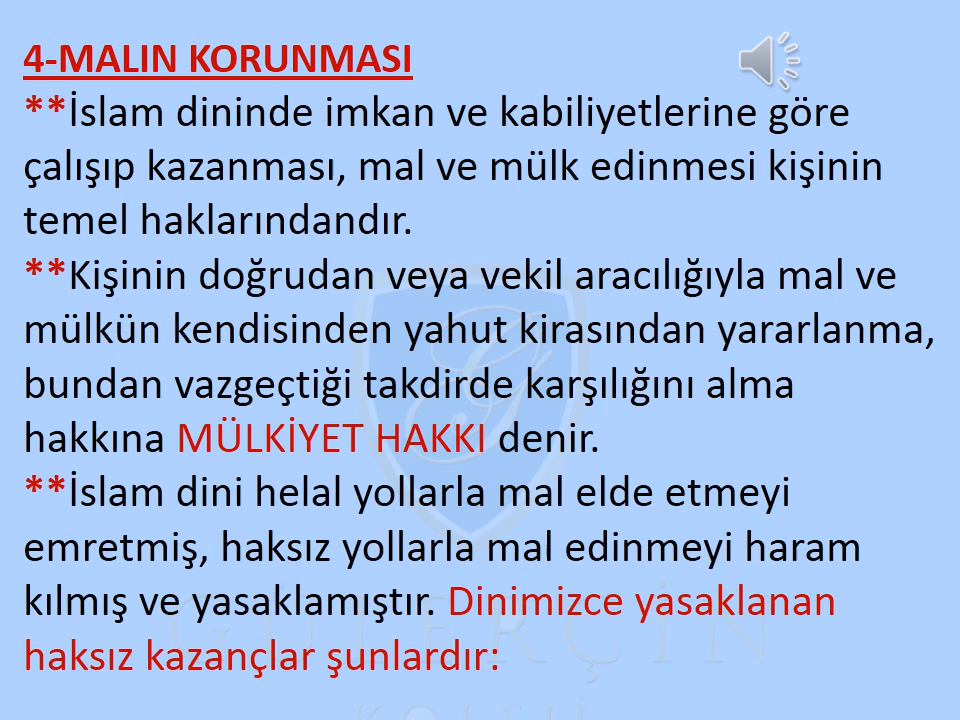 4-MALIN KORUNMASI
**İslam dininde imkan ve kabiliyetlerine göre
çalışıp kazanması, mal ve mülk edinmesi kişinin
temel haklarındandır.
**Kişinin doğrudan veya vekil aracılığıyla mal ve
mülkün kendisinden yahut kirasından yararlanma,
bundan vazgeçtiği takdirde karşılığını alma
hakkına MÜLKİYET HAKKI denir.
**İslam dini helal yollarla mal elde etmeyi
emretmiş, haksız yollarla mal edinmeyi haram
kılmış ve yasaklamıştır. Dinimizce yasaklanan
haksız kazançlar şunlardır:
GÜLERÇİN
KOLEJİ